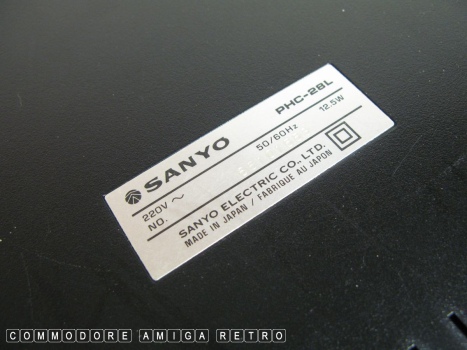 SANYO PHC-28L
220V ~ 50/60Hz 12.5W
NO.
SANYO ELECTRIC CO., LTD.
MADE IN JAPAN / FABRIQUE AU JAPON
COMMODORE AMIGA RETRO